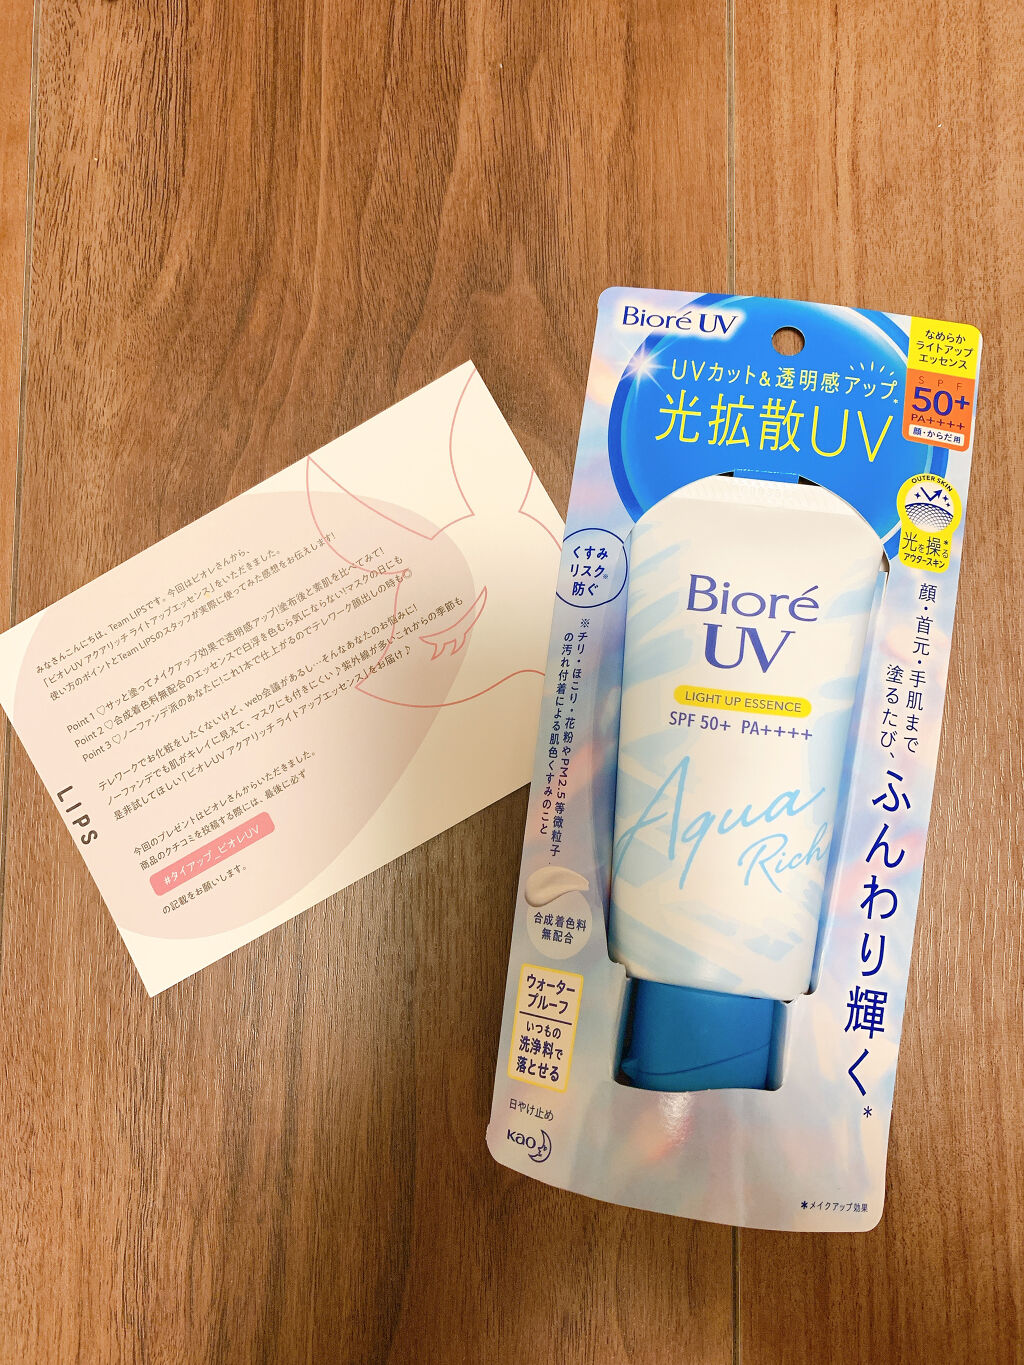 みなさんこんにちは、Team LIPSです。今回はビオレさんから、
「ビオレUV アクアリッチライトアップエッセンス」をいただきました。
使い方のポイントとTeam LIPSのスタッフが実際に使ってみた感想をお伝えします!
Point 1 ♡サッと塗ってメイクアップ効果で透明感アップ!塗布後と素肌を比べてみて!
Point 2 ♡合成着色料無配合のエッセンスで白浮き色むら気にならない!マスクの日にも
Point 3 ♡ノーファンデ派のあなたに!これ1本で仕上がるのでテレワーク顔出しの時も◎
テレワークでお化粧をしたくないけど、web会議があるし…そんなあなたのお悩みに!
ノーファンデでも肌がキレイに見えて、マスクにも付きにくい♪紫外線が多いこれからの季節も
是非試してほしい「ビオレUV アクアリッチ ライトアップエッセンス」をお届け♪
今回のプレゼントはビオレさんからいただきました。
商品のクチコミを投稿する際には、最後に必ず
#タイアップ_ビオレUV
の記載をお願いします。
LIPS
Bioré UV
UVカット&透明感アップ*
光拡散UV
なめらか
ライトアップ
エッセンス
SPF
50+
PA++++
顔・からだ用
OUTER SKIN
光を操る*
アウタースキン
くすみ
リスク※
防ぐ
※チリ・ほこり・花粉やPM2.5等微粒子
の汚れ付着による肌色くすみのこと
顔・首元・手肌まで
塗るたび、
ふんわり輝く*
Bioré
UV
LIGHT UP ESSENCE
SPF 50+ PA++++
Aqua
Rich
合成着色料
無配合
ウォーター
プルーフ
いつもの
洗浄料で
落とせる
日やけ止め
Kao
*メイクアップ効果